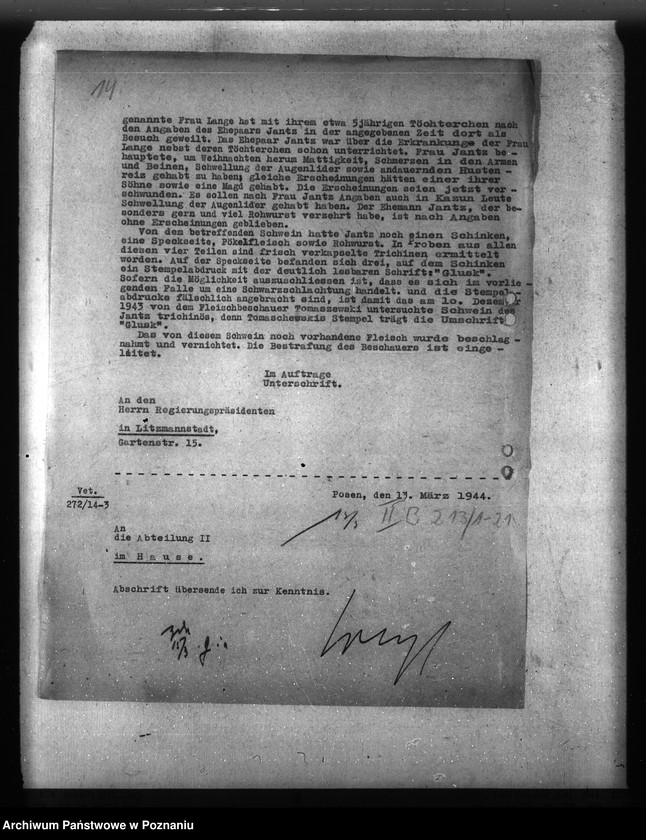 14
genannte Frau Lange hat mit ihrem etwa 5jährigen Töchterchen nach
den Angaben des Ehepaars Jantz in der angegebenen Zeit dort als
Besuch geweilt. Das Ehepaar Jantz war über die Erkrankunge der Frau
Lange nebst deren Töchterchen schon unterrichtet. Frau Jantz be-
hauptete, um Weihnachten herum Mattigkeit, Schmerzen in den Armen
und Beinen, Schwellung der Augenlider sowie andauernden Husten-
reiz gehabt zu haben; gleiche Erscheinungen hätten einer ihrer
Söhne sowie eine Magd gehabt. Die Erscheinungen seien jetzt ver-
schwunden. Es sollen nach Frau Jantz Angaben auch in Kazun Leute
Schwellung der Augenlider gehabt haben. Der Ehemann Jantz, der be-
sonders gern und viel Rohwurst verzehrt habe, ist nach Angaben
ohne Erscheinungen geblieben.
Von dem betreffenden Schwein hatte Jantz noch einen Schinken,
eine Speckseite, Pökelfleisch sowie Rohwurst. In roben aus allen
diesen vier Teilen sind frisch verkapselte Trichinen ermittelt
worden. Auf der Speckseite befanden sich drei, auf dem Schinken
ein Stempelabdruck mit der deutlich lesbaren Schrift:"Glusk".
Sofern die Möglichkeit auszuschliessen ist, dass es sich im vorlie-
genden Falle um eine Schwarzschlachtung handelt. und die Stempel-
abdrucke fälschlich angebracht sind, ist damit das am 10. Dezember
1943 von dem Fleischbeschauer Tomaszewski untersuchte Schwein des
Jantz trichinös, denn Tomaschewskis Stempel trägt die Umschrift
"Glusk".
Das von diesem Schwein noch vorhandene Fleisch wurde beschlag-
nahmt und vernichtet. Die Bestrafung des Beschauers ist einge-
leitet.
Im Auftrage
Unterschrift.
An den
Herrn Regierungspräsidenten
in Litzmannstadt,
Gartenstr. 15.
Vet.
272/14-3
Posen, den 13. März 1944.
II B 213/1-21
An
die Abteilung II
im Hause.
Abschrift übersende ich zur Kenntnis.
Archiwum Państwowe w Poznaniu